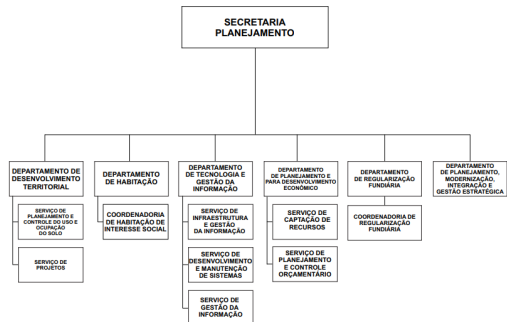 SECRETARIA
PLANEJAMENTO
DEPARTAMENTO DE
DESENVOLVIMENTO
TERRITORIAL
DEPARTAMENTO
DE HABITAÇÃO
DEPARTAMENTO
DE TECNOLOGIA E
GESTÃO DA
INFORMAÇÃO
DEPARTAMENTO
DE PLANEJAMENTO E
PARA DESENVOLVIMENTO
ECONÔMICO
DEPARTAMENTO
DE REGULARIZAÇÃO
FUNDIÁRIA
DEPARTAMENTO
DE PLANEJAMENTO,
MODERNIZAÇÃO,
INTEGRAÇÃO E
GESTÃO ESTRATÉGICA
SERVIÇO DE
PLANEJAMENTO E
CONTROLE DO USO E
OCUPAÇÃO
DO SOLO
COORDENADORIA
DE HABITAÇÃO DE
INTERESSE SOCIAL
SERVIÇO DE
INFRAESTRUTURA
E GESTÃO
DA INFORMAÇÃO
SERVIÇO DE
CAPTAÇÃO DE
RECURSOS
COORDENADORIA DE
REGULARIZAÇÃO
FUNDIÁRIA
SERVIÇO DE
PROJETOS
SERVIÇO DE
DESENVOLVIMENTO
E MANUTENÇÃO
DE SISTEMAS
SERVIÇO DE
PLANEJAMENTO
E CONTROLE
ORÇAMENTÁRIO
SERVIÇO DE
GESTÃO DA
INFORMAÇÃO